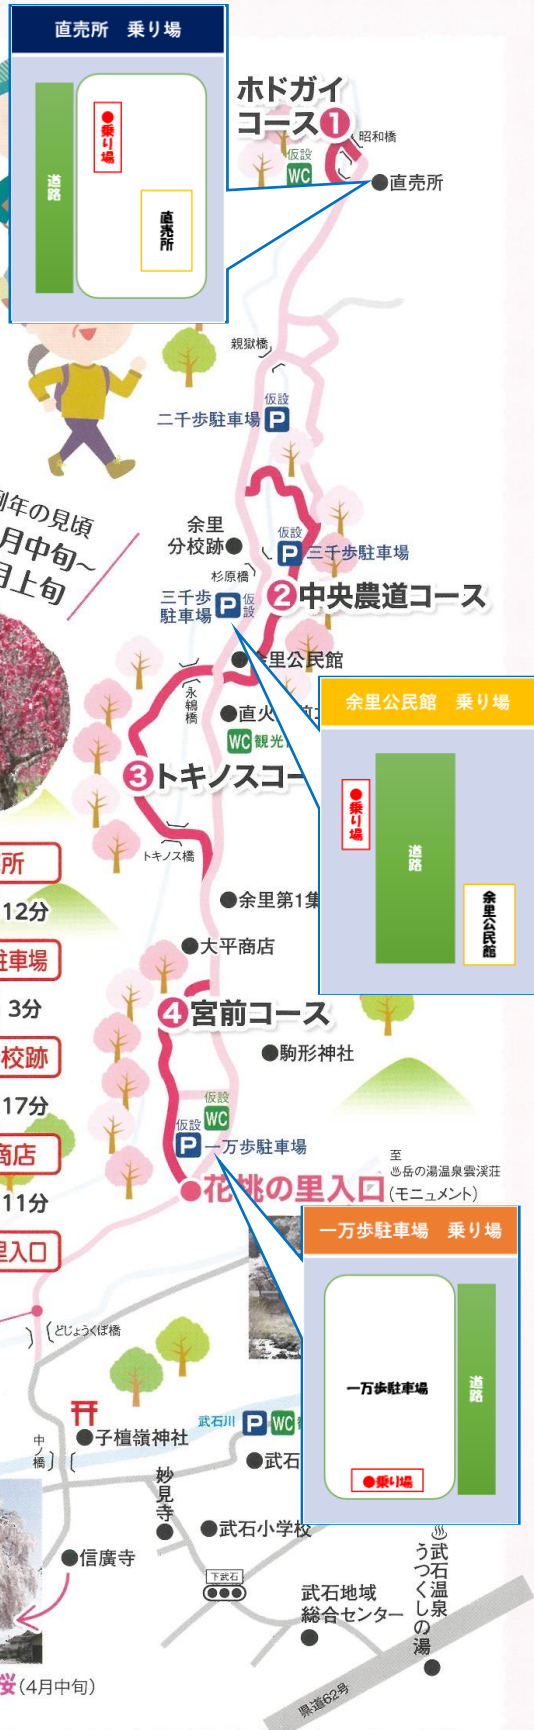 直売所 乗り場
道路
●乗り場
直売所
ホドガイ
コース❶
昭和橋
仮設
WC
●直売所
親獄橋
仮設
二千歩駐車場 P
例年の見頃
月中旬～
月上旬
余里
分校跡●
仮設
P 三千歩駐車場
杉原橋
三千歩
駐車場 P 仮設
❷中央農道コース
●余里公民館
永鶴橋
●直火
WC 観光
❸トキノスコー
トキノス橋
余里公民館 乗り場
●乗り場
道路
余里公民館
所
12分
駐車場
3分
校跡
17分
商店
11分
里入口
●余里第1集
●大平商店
❹宮前コース
●駒形神社
仮設
WC
仮設
P 一万歩駐車場
至
♨岳の湯温泉雲渓荘
●花桃の里入口(モニュメント)
一万歩駐車場 乗り場
一万歩駐車場
道路
●乗り場
どじょうくぼ橋
武石川 P WC
●子檀嶺神社
中ノ橋
●武石
妙見寺
●武石小学校
●信廣寺
下武石
♨武石温泉
うつくしの湯
武石地域
総合センター
県道62号
桜(4月中旬)